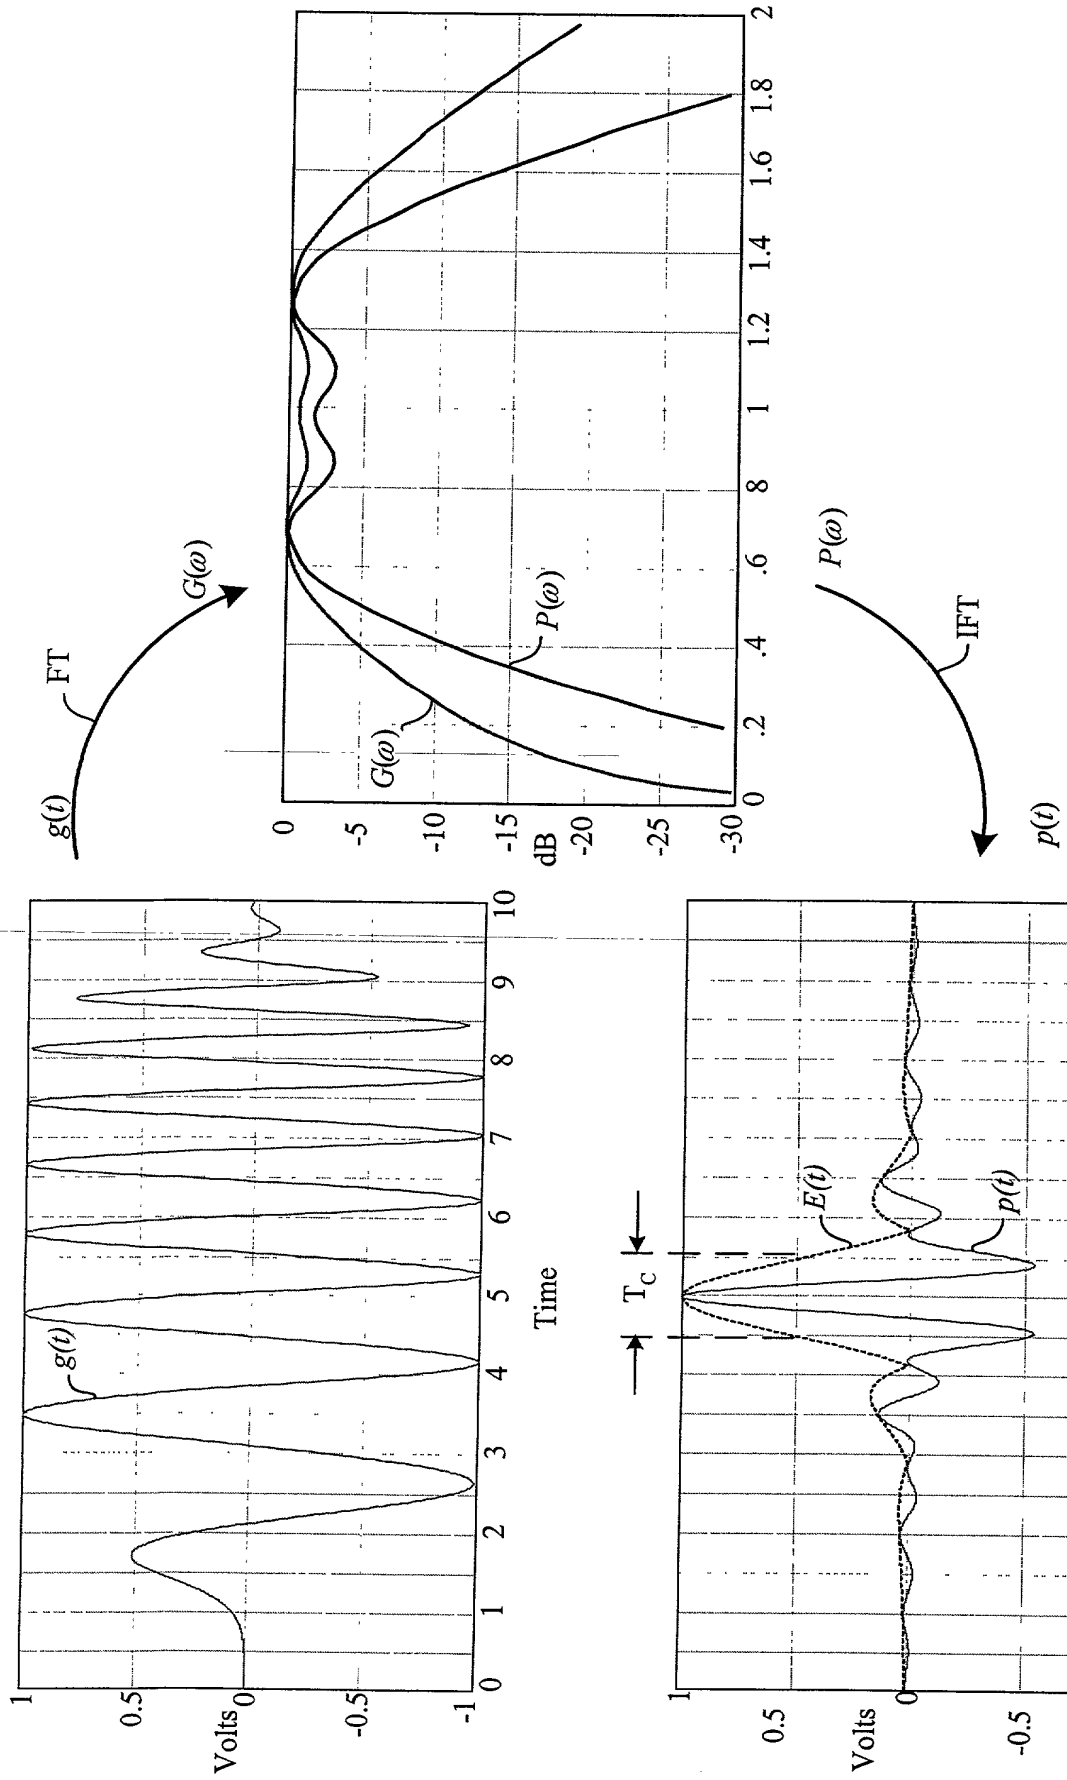 g(t)
FT
G(ω)
1
0.5
Volts 0
-0.5
-1
g(t)
0 1 2 3 4 5 6 7 8 9 10
Time
0
-5
-10
dB
-15
-20
-25
-30
G(ω)
P(ω)
0 .2 .4 .6 .8 1 1.2 1.4 1.6 1.8 2
P(ω)
IFT
p(t)
1
0.5
Volts 0
-0.5
T_C
E(t)
p(t)